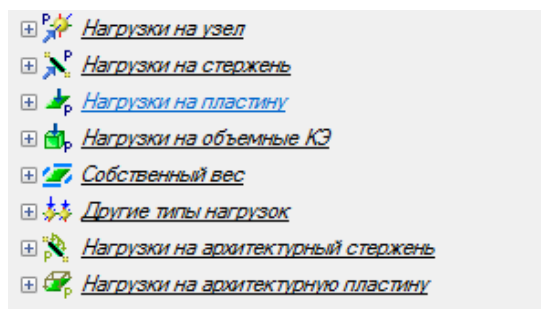 Нагрузки на узел
Нагрузки на стержень
Нагрузки на пластину
Нагрузки на объемные КЭ
Собственный вес
Другие типы нагрузок
Нагрузки на архитектурный стержень
Нагрузки на архитектурную пластину